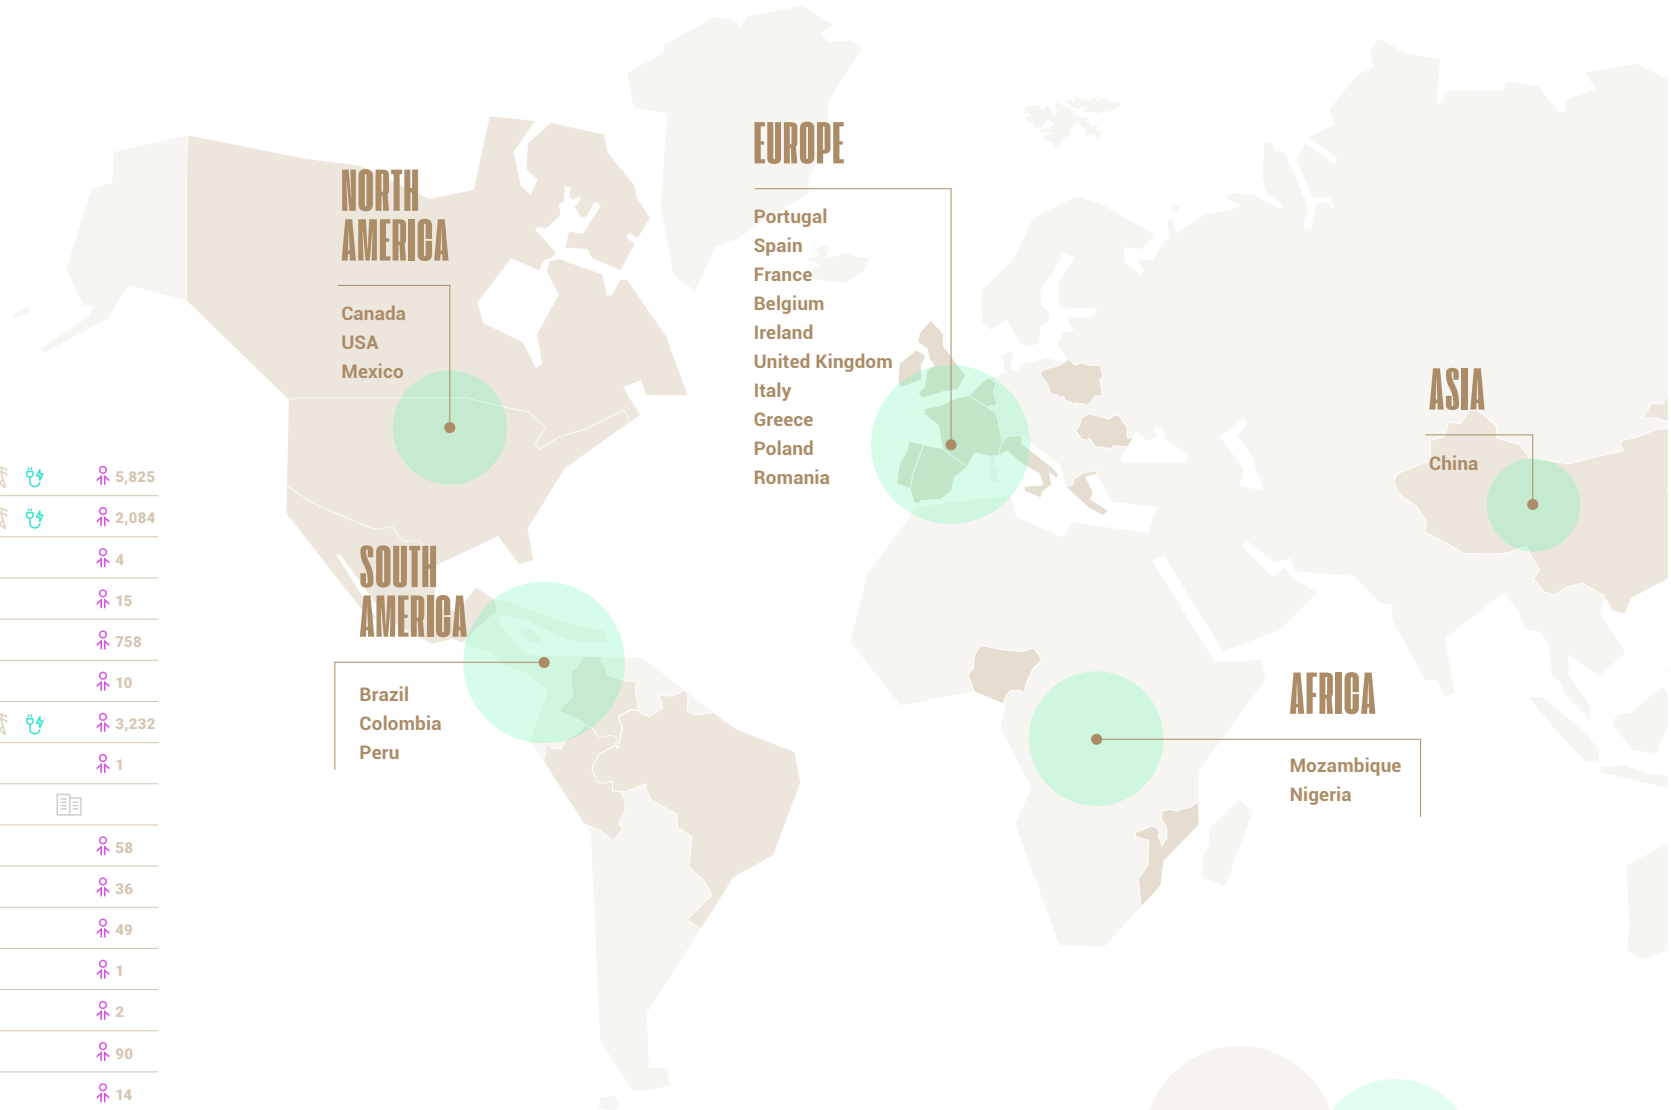 5,825
2,084
4
15
758
10
3,232
1
58
36
49
1
2
90
14
NORTH
AMERICA
Canada
USA
Mexico
SOUTH
AMERICA
Brazil
Colombia
Peru
EUROPE
Portugal
Spain
France
Belgium
Ireland
United Kingdom
Italy
Greece
Poland
Romania
AFRICA
Mozambique
Nigeria
ASIA
China